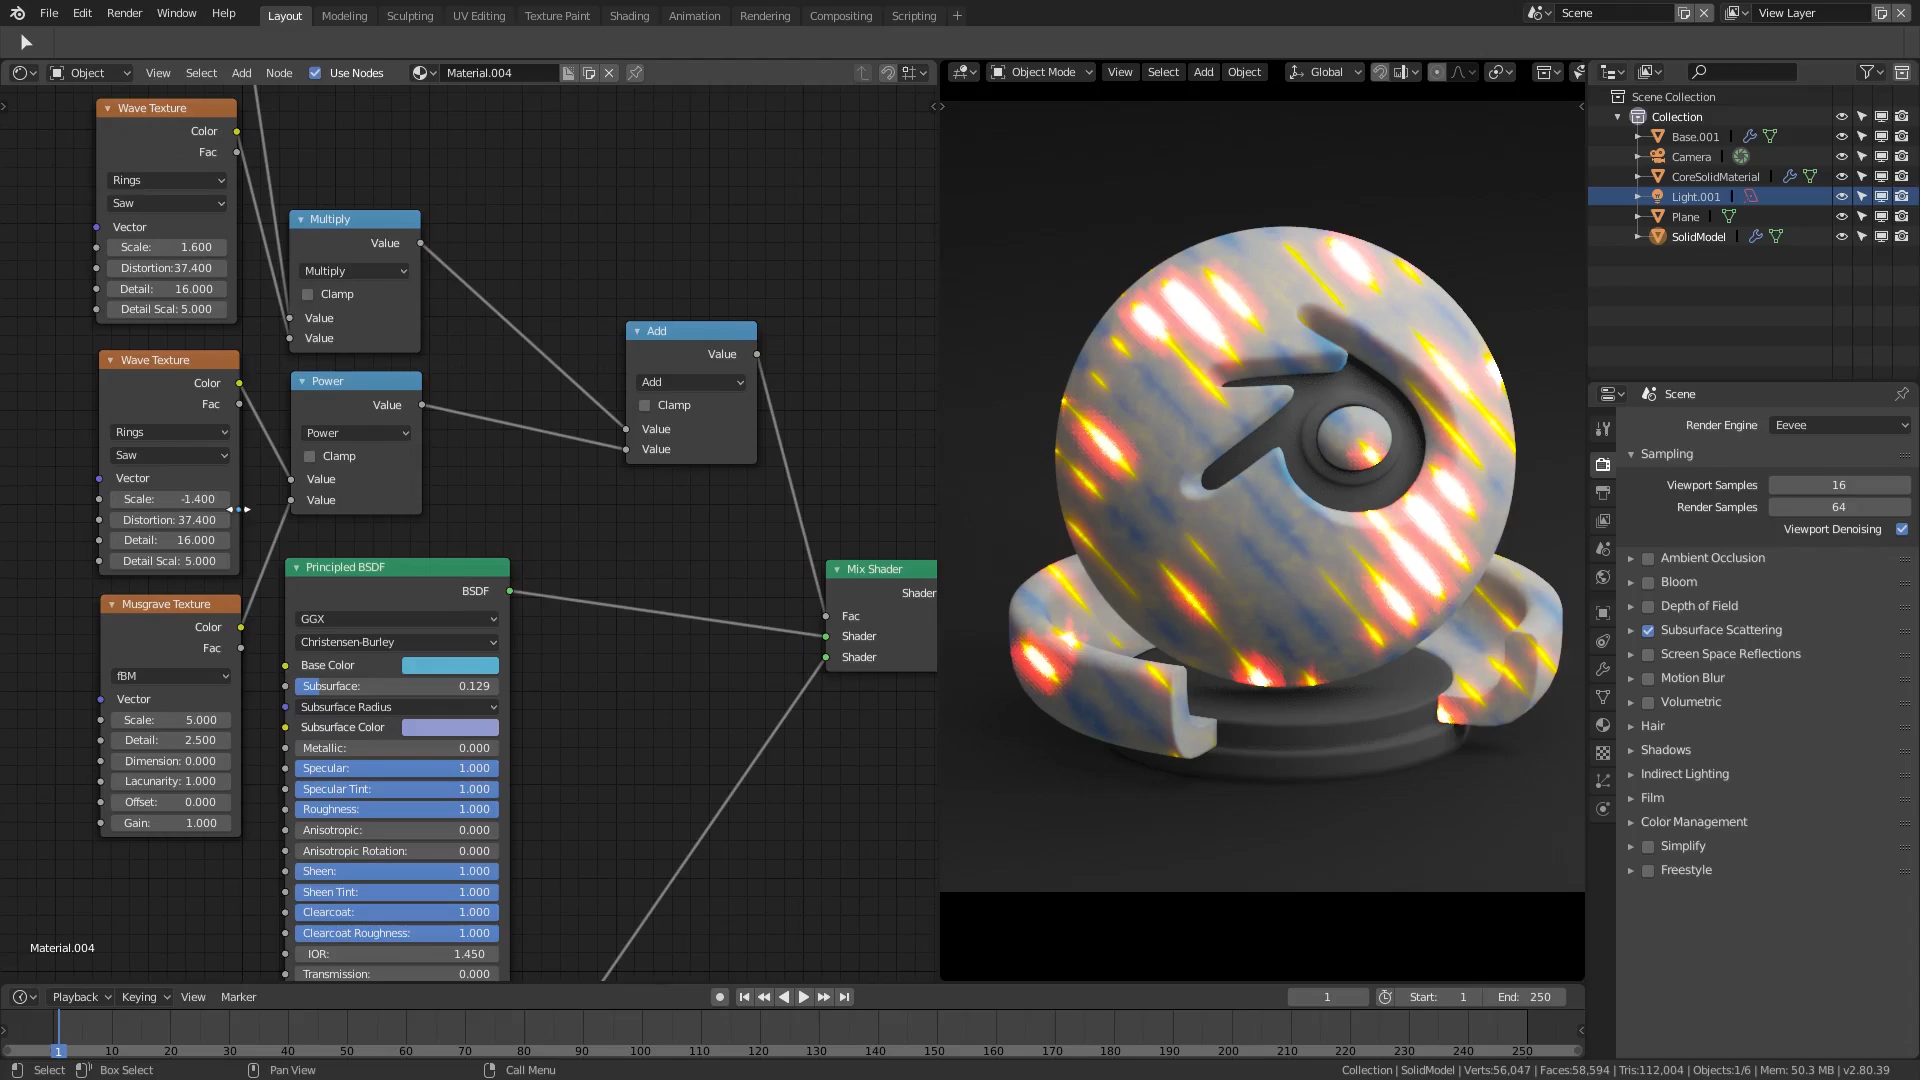 File Edit Render Window Help
Layout Modeling Sculpting UV Editing Texture Paint Shading Animation Rendering Compositing Scripting +
Scene
View Layer
Object View Select Add Node Use Nodes Material.004
Object Mode View Select Add Object Global
Wave Texture
Color
Fac
Rings
Saw
Vector
Scale: 1.600
Distortion: 37.400
Detail: 16.000
Detail Scal: 5.000
Wave Texture
Color
Fac
Rings
Saw
Vector
Scale: -1.400
Distortion: 37.400
Detail: 16.000
Detail Scal: 5.000
Musgrave Texture
Color
Fac
fBM
Vector
Scale: 5.000
Detail: 2.500
Dimension: 0.000
Lacunarity: 1.000
Offset: 0.000
Gain: 1.000
Multiply
Value
Multiply
Clamp
Value
Value
Power
Value
Power
Clamp
Value
Value
Add
Value
Add
Clamp
Value
Value
Principled BSDF
BSDF
GGX
Christensen-Burley
Base Color
Subsurface: 0.129
Subsurface Radius
Subsurface Color
Metallic: 0.000
Specular: 1.000
Specular Tint: 1.000
Roughness: 1.000
Anisotropic: 0.000
Anisotropic Rotation: 0.000
Sheen: 1.000
Sheen Tint: 1.000
Clearcoat: 1.000
Clearcoat Roughness: 1.000
IOR: 1.450
Transmission: 0.000
Mix Shader
Shader
Fac
Shader
Shader
Material.004
Scene Collection
Collection
Base.001
Camera
CoreSolidMaterial
Light.001
Plane
SolidModel
Scene
Render Engine Eevee
Sampling
Viewport Samples 16
Render Samples 64
Viewport Denoising
Ambient Occlusion
Bloom
Depth of Field
Subsurface Scattering
Screen Space Reflections
Motion Blur
Volumetric
Hair
Shadows
Indirect Lighting
Film
Color Management
Simplify
Freestyle
Playback Keying View Marker
1 Start: 1 End: 250
1 10 20 30 40 50 60 70 80 90 100 110 120 130 140 150 160 170 180 190 200 210 220 230 240 250
Select Box Select Pan View Call Menu
Collection | SolidModel | Verts:56,047 | Faces:58,594 | Tris:112,004 | Objects:1/6 | Mem: 50.3 MB | v2.80.39